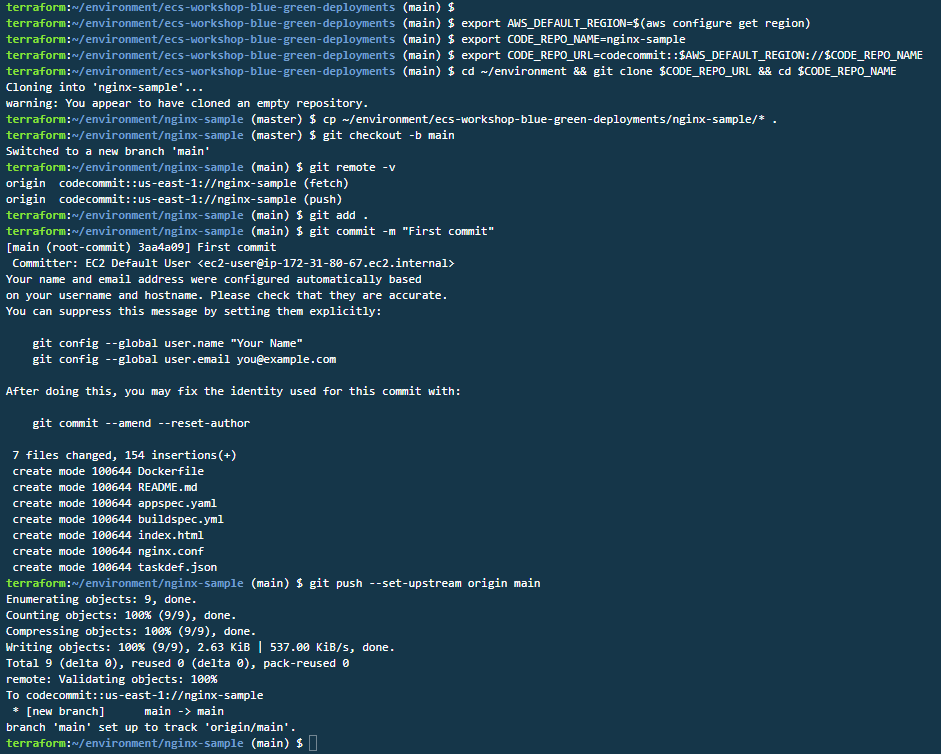 terraform:~/environment/ecs-workshop-blue-green-deployments (main) $
terraform:~/environment/ecs-workshop-blue-green-deployments (main) $ export AWS_DEFAULT_REGION=$(aws configure get region)
terraform:~/environment/ecs-workshop-blue-green-deployments (main) $ export CODE_REPO_NAME=nginx-sample
terraform:~/environment/ecs-workshop-blue-green-deployments (main) $ export CODE_REPO_URL=codecommit::$AWS_DEFAULT_REGION://$CODE_REPO_NAME
terraform:~/environment/ecs-workshop-blue-green-deployments (main) $ cd ~/environment && git clone $CODE_REPO_URL && cd $CODE_REPO_NAME
Cloning into 'nginx-sample'...
warning: You appear to have cloned an empty repository.
terraform:~/environment/nginx-sample (master) $ cp ~/environment/ecs-workshop-blue-green-deployments/nginx-sample/* .
terraform:~/environment/nginx-sample (master) $ git checkout -b main
Switched to a new branch 'main'
terraform:~/environment/nginx-sample (main) $ git remote -v
origin  codecommit::us-east-1://nginx-sample (fetch)
origin  codecommit::us-east-1://nginx-sample (push)
terraform:~/environment/nginx-sample (main) $ git add .
terraform:~/environment/nginx-sample (main) $ git commit -m "First commit"
[main (root-commit) 3aa4a09] First commit
 Committer: EC2 Default User <ec2-user@ip-172-31-80-67.ec2.internal>
Your name and email address were configured automatically based
on your username and hostname. Please check that they are accurate.
You can suppress this message by setting them explicitly:
    git config --global user.name "Your Name"
    git config --global user.email you@example.com
After doing this, you may fix the identity used for this commit with:
    git commit --amend --reset-author
 7 files changed, 154 insertions(+)
 create mode 100644 Dockerfile
 create mode 100644 README.md
 create mode 100644 appspec.yaml
 create mode 100644 buildspec.yml
 create mode 100644 index.html
 create mode 100644 nginx.conf
 create mode 100644 taskdef.json
terraform:~/environment/nginx-sample (main) $ git push --set-upstream origin main
Enumerating objects: 9, done.
Counting objects: 100% (9/9), done.
Compressing objects: 100% (9/9), done.
Writing objects: 100% (9/9), 2.63 KiB | 537.00 KiB/s, done.
Total 9 (delta 0), reused 0 (delta 0), pack-reused 0
remote: Validating objects: 100%
To codecommit::us-east-1://nginx-sample
 * [new branch]      main -> main
branch 'main' set up to track 'origin/main'.
terraform:~/environment/nginx-sample (main) $